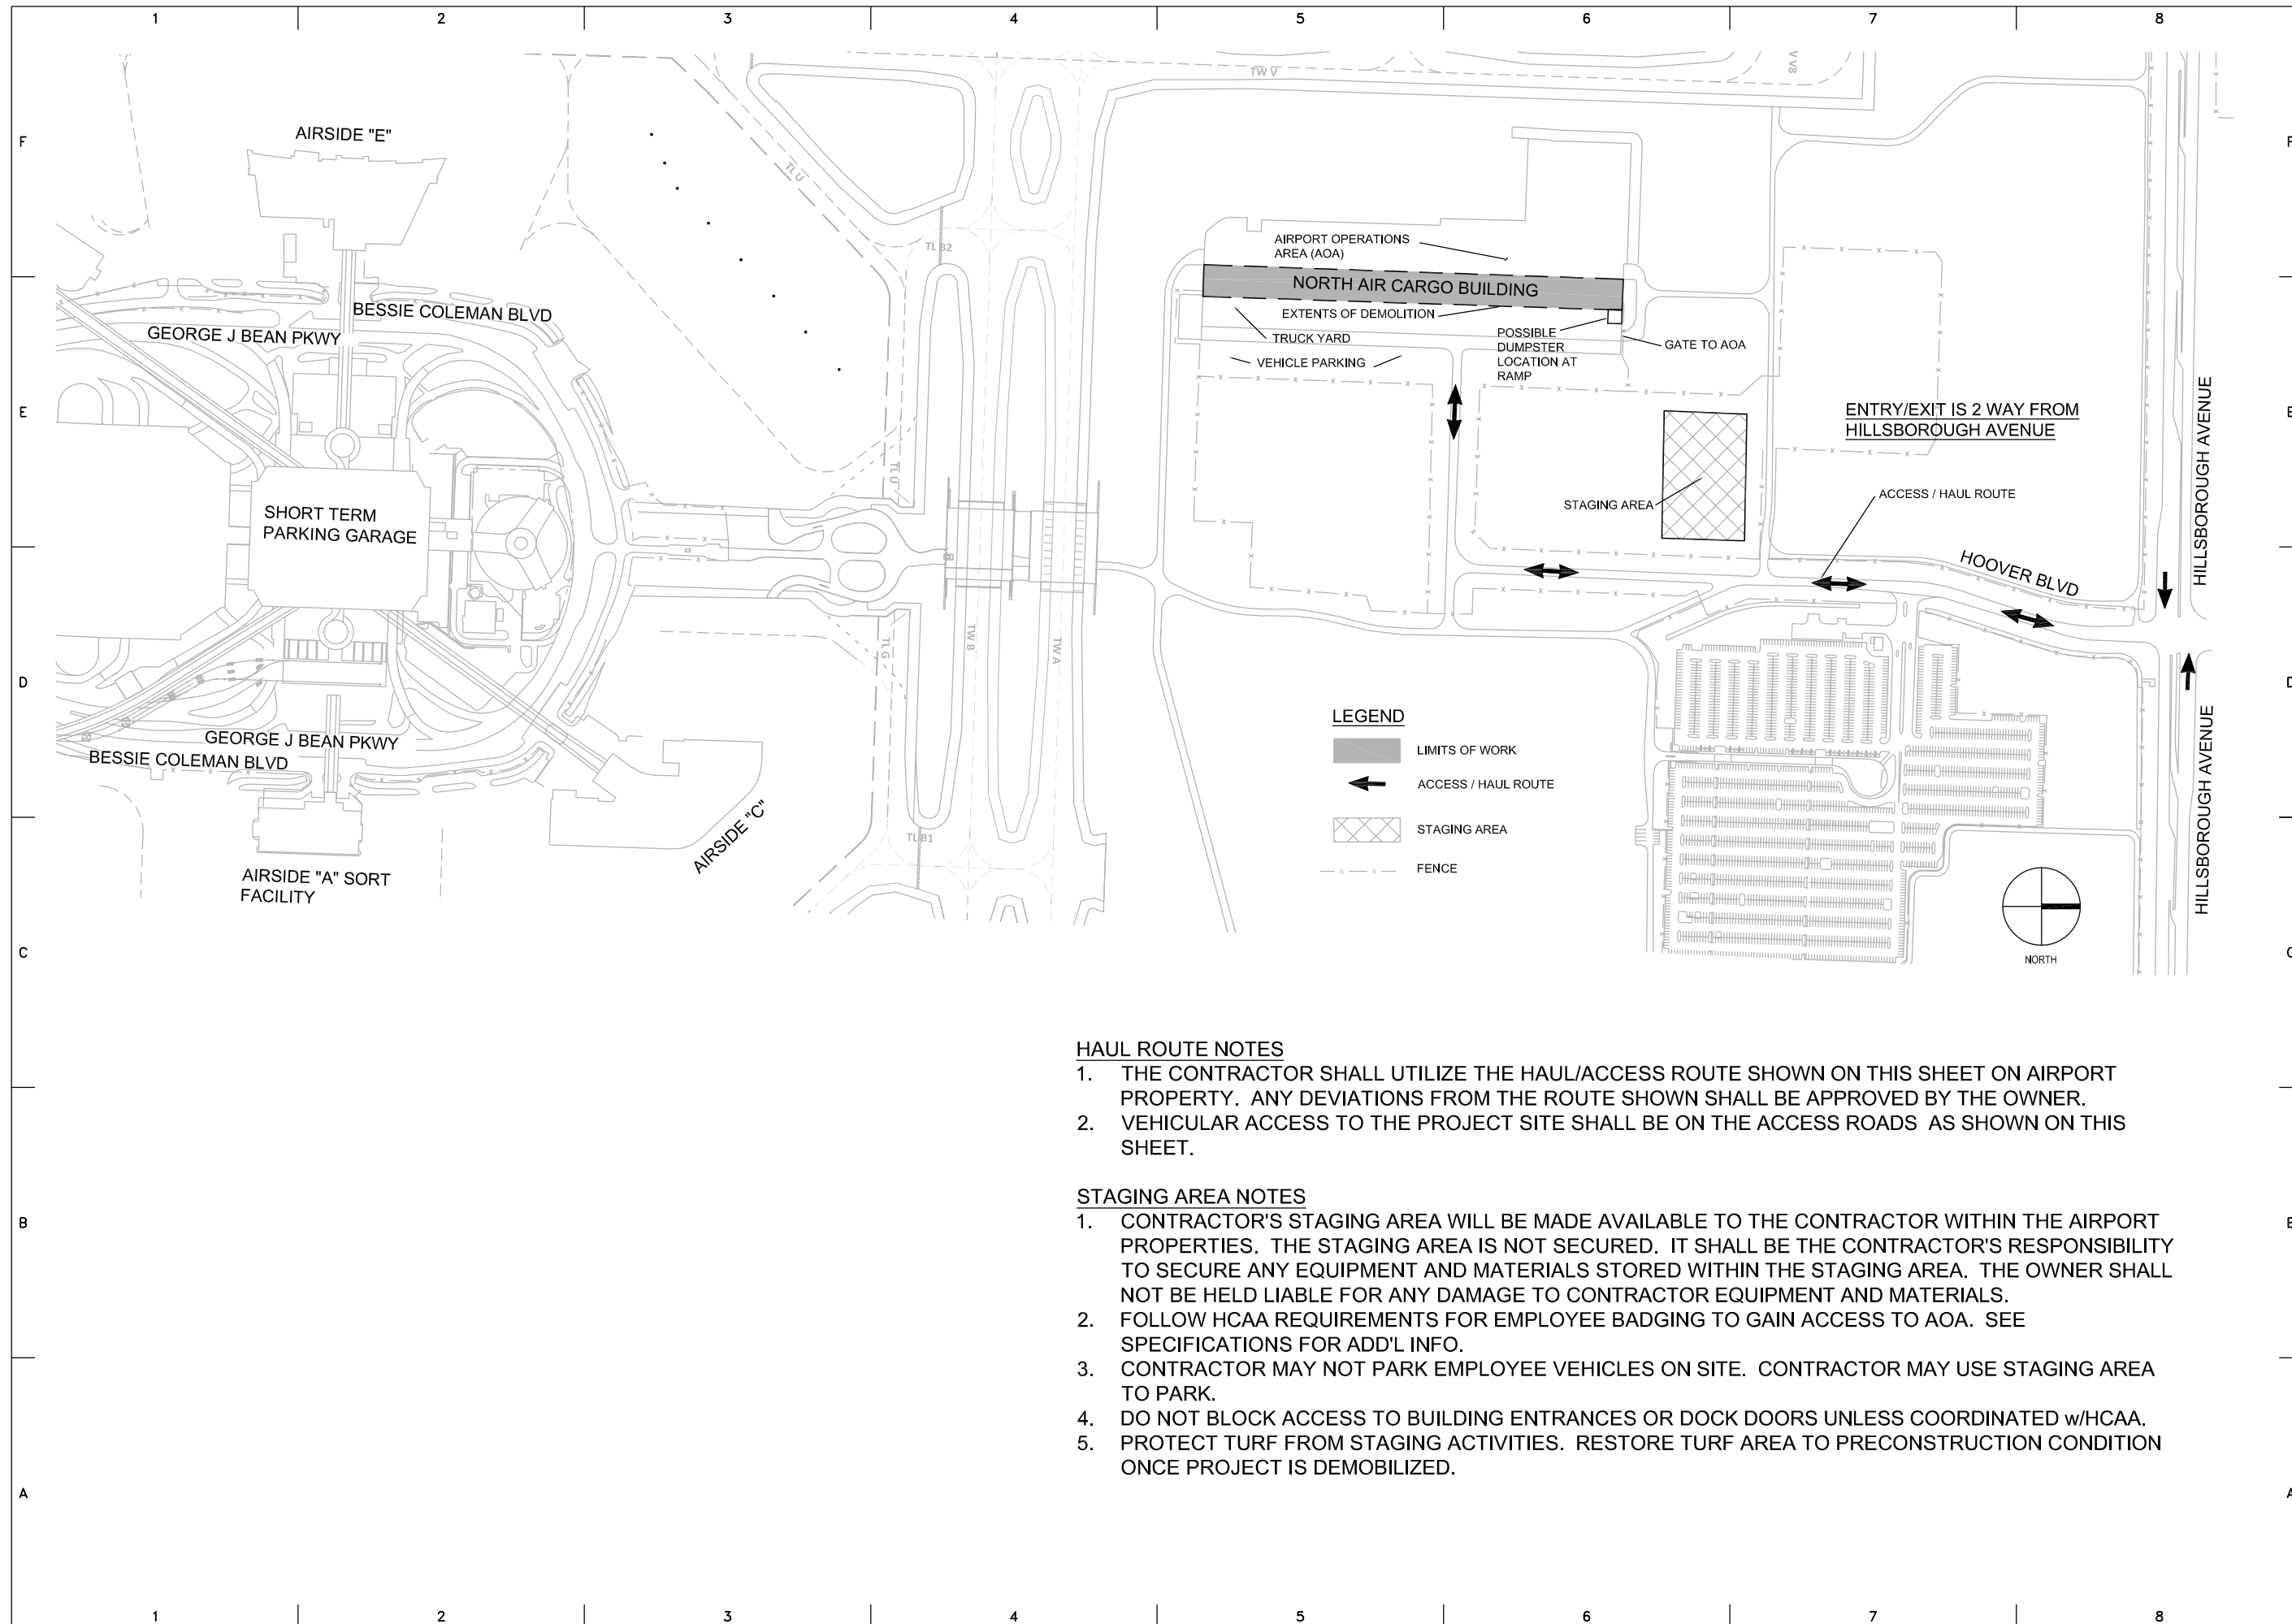 1 2 3 4 5 6 7 8
F
F
TW V
V V8
AIRSIDE "E"
TLU
TL B2
AIRPORT OPERATIONS
AREA (AOA)
NORTH AIR CARGO BUILDING
EXTENTS OF DEMOLITION
TRUCK YARD
VEHICLE PARKING
POSSIBLE
DUMPSTER
LOCATION AT
RAMP
GATE TO AOA
BESSIE COLEMAN BLVD
GEORGE J BEAN PKWY
E
ENTRY/EXIT IS 2 WAY FROM
HILLSBOROUGH AVENUE
HILLSBOROUGH AVENUE
TL U
STAGING AREA
ACCESS / HAUL ROUTE
SHORT TERM
PARKING GARAGE
HOOVER BLVD
TL G
TW B
TW A
D
GEORGE J BEAN PKWY
BESSIE COLEMAN BLVD
LEGEND
LIMITS OF WORK
ACCESS / HAUL ROUTE
STAGING AREA
FENCE
HILLSBOROUGH AVENUE
TL B1
AIRSIDE "C"
AIRSIDE "A" SORT
FACILITY
C
NORTH
HAUL ROUTE NOTES
1. THE CONTRACTOR SHALL UTILIZE THE HAUL/ACCESS ROUTE SHOWN ON THIS SHEET ON AIRPORT
PROPERTY. ANY DEVIATIONS FROM THE ROUTE SHOWN SHALL BE APPROVED BY THE OWNER.
2. VEHICULAR ACCESS TO THE PROJECT SITE SHALL BE ON THE ACCESS ROADS AS SHOWN ON THIS
SHEET.
STAGING AREA NOTES
B
1. CONTRACTOR'S STAGING AREA WILL BE MADE AVAILABLE TO THE CONTRACTOR WITHIN THE AIRPORT
PROPERTIES. THE STAGING AREA IS NOT SECURED. IT SHALL BE THE CONTRACTOR'S RESPONSIBILITY
TO SECURE ANY EQUIPMENT AND MATERIALS STORED WITHIN THE STAGING AREA. THE OWNER SHALL
NOT BE HELD LIABLE FOR ANY DAMAGE TO CONTRACTOR EQUIPMENT AND MATERIALS.
2. FOLLOW HCAA REQUIREMENTS FOR EMPLOYEE BADGING TO GAIN ACCESS TO AOA. SEE
SPECIFICATIONS FOR ADD'L INFO.
3. CONTRACTOR MAY NOT PARK EMPLOYEE VEHICLES ON SITE. CONTRACTOR MAY USE STAGING AREA
TO PARK.
4. DO NOT BLOCK ACCESS TO BUILDING ENTRANCES OR DOCK DOORS UNLESS COORDINATED w/HCAA.
5. PROTECT TURF FROM STAGING ACTIVITIES. RESTORE TURF AREA TO PRECONSTRUCTION CONDITION
ONCE PROJECT IS DEMOBILIZED.
A
1 2 3 4 5 6 7 8